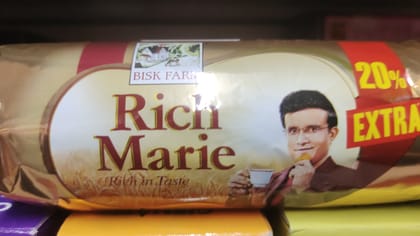 BISK FARM
20%
EXTRA
Rich
Marie
Rich in Taste